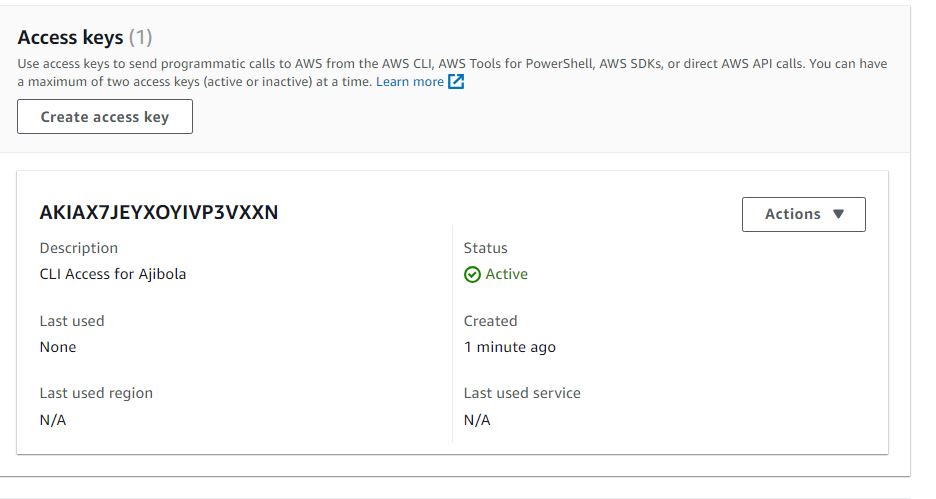 Access keys (1)
Use access keys to send programmatic calls to AWS from the AWS CLI, AWS Tools for PowerShell, AWS SDKs, or direct AWS API calls. You can have
a maximum of two access keys (active or inactive) at a time. Learn more
Create access key
AKIAX7JEYXOYIVP3VXXN
Actions
Description
CLI Access for Ajibola
Status
Active
Last used
None
Created
1 minute ago
Last used region
N/A
Last used service
N/A